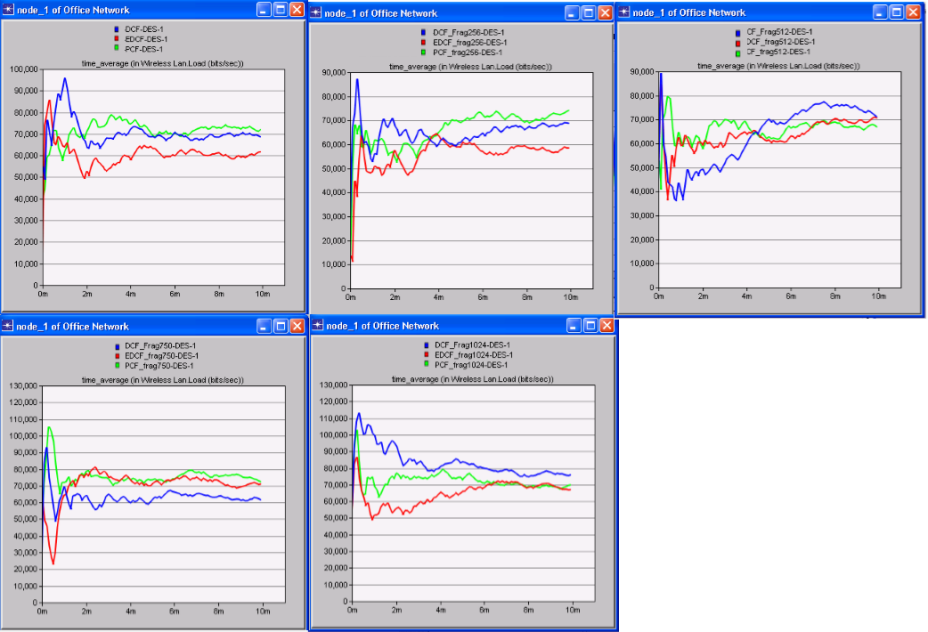 node_1 of Office Network
DCF-DES-1
EDCF-DES-1
PCF-DES-1
time_average (in Wireless Lan.Load (bits/sec))
100,000
90,000
80,000
70,000
60,000
50,000
40,000
30,000
20,000
10,000
0
0m 2m 4m 6m 8m 10m
node_1 of Office Network
DCF_Frag256-DES-1
EDCF_frag256-DES-1
PCF_frag256-DES-1
time_average (in Wireless Lan.Load (bits/sec))
90,000
80,000
70,000
60,000
50,000
40,000
30,000
20,000
10,000
0
0m 2m 4m 6m 8m 10m
node_1 of Office Network
CF_Frag512-DES-1
DCF_frag512-DES-1
CF_frag512-DES-1
time_average (in Wireless Lan.Load (bits/sec))
90,000
80,000
70,000
60,000
50,000
40,000
30,000
20,000
10,000
0
0m 2m 4m 6m 8m 10m
node_1 of Office Network
DCF_Frag750-DES-1
EDCF_frag750-DES-1
PCF_frag750-DES-1
time_average (in Wireless Lan.Load (bits/sec))
130,000
120,000
110,000
100,000
90,000
80,000
70,000
60,000
50,000
40,000
30,000
20,000
10,000
0
0m 2m 4m 6m 8m 10m
node_1 of Office Network
DCF_Frag1024-DES-1
EDCF_frag1024-DES-1
PCF_frag1024-DES-1
time_average (in Wireless Lan.Load (bits/sec))
130,000
120,000
110,000
100,000
90,000
80,000
70,000
60,000
50,000
40,000
30,000
20,000
10,000
0
0m 2m 4m 6m 8m 10m